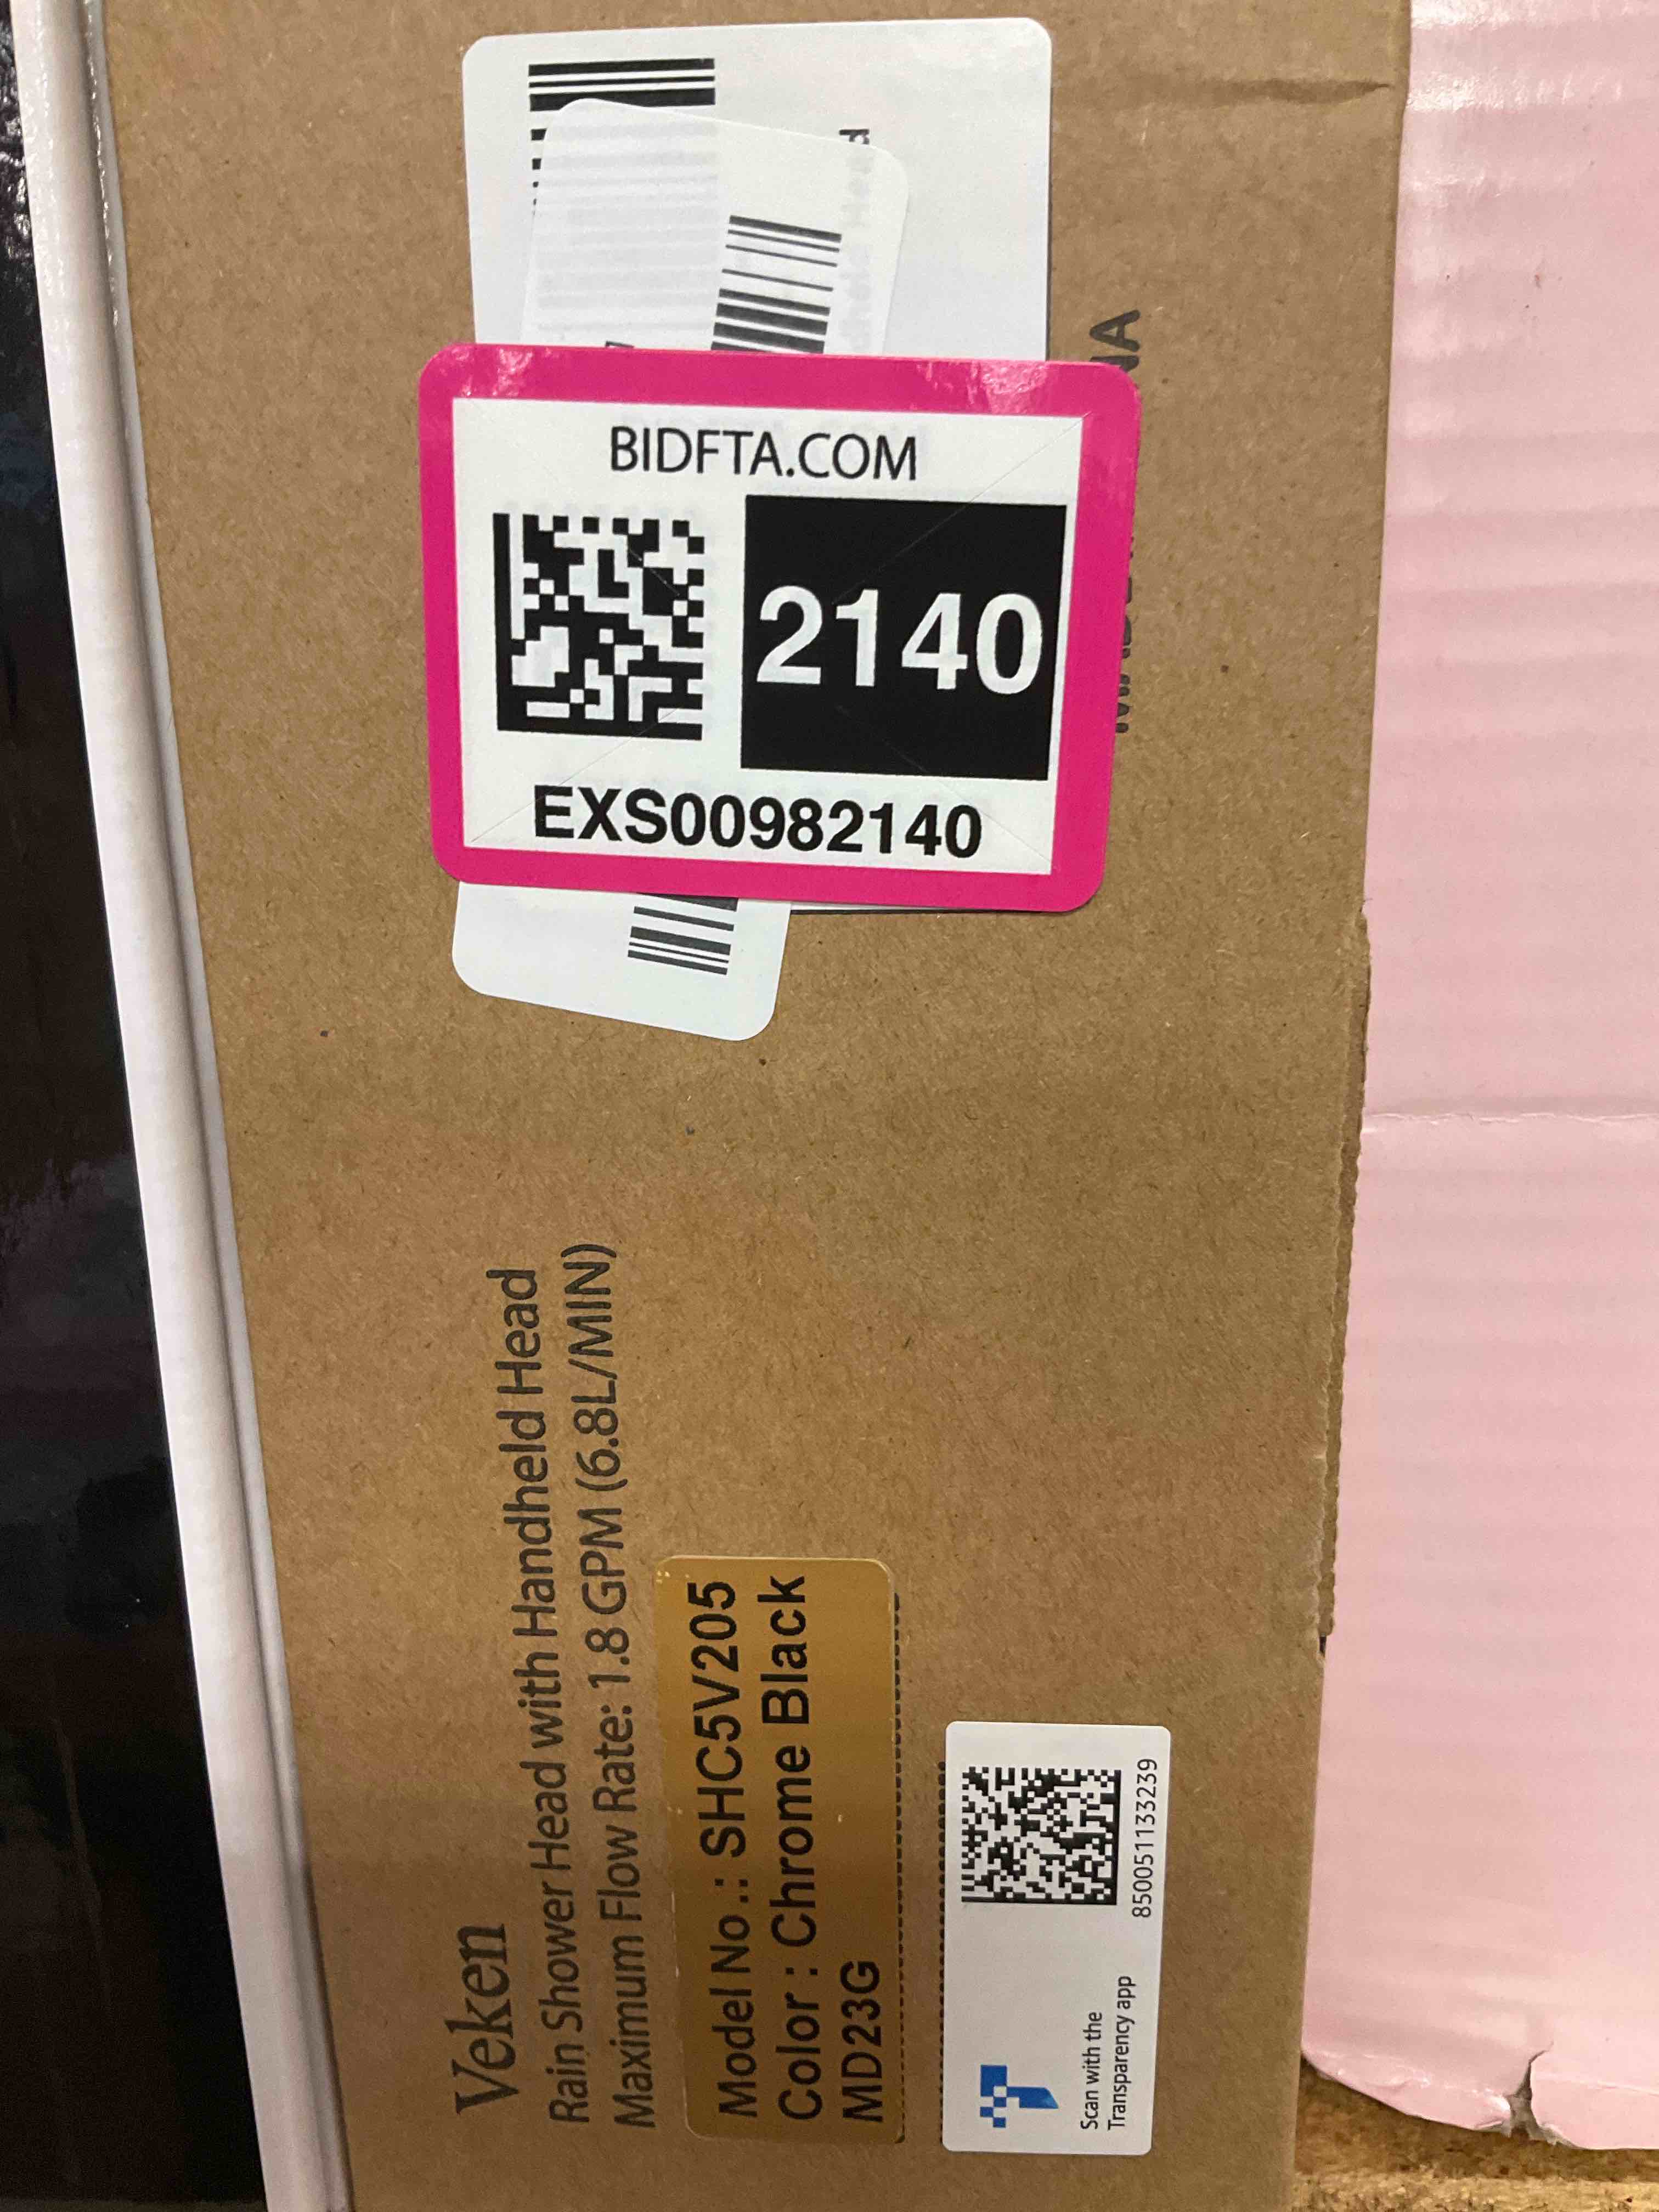 BIDFTA.COM
2140
EXS00982140
Veken
Rain Shower Head with Handheld Head
Maximum Flow Rate: 1.8 GPM (6.8L/MIN)
Model No .: SHC5V205
Color : Chrome Black
MD23G
Scan with the
Transparency app
850051133239